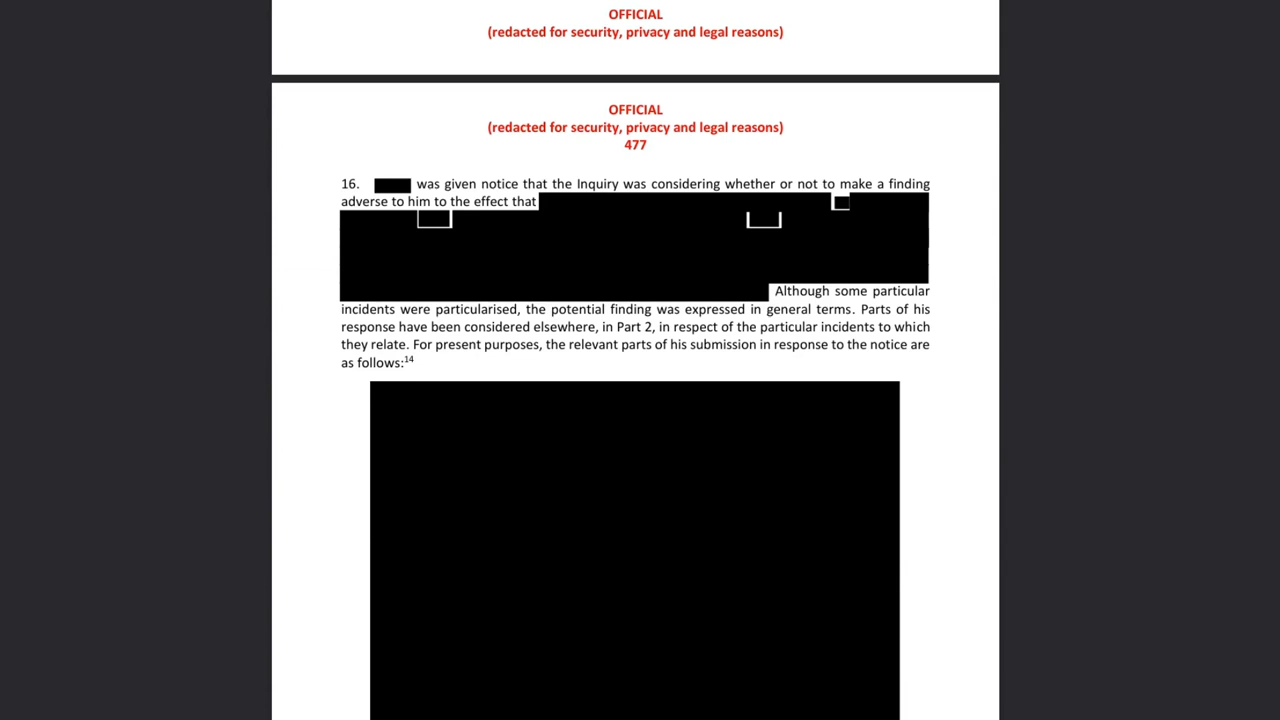 OFFICIAL
(redacted for security, privacy and legal reasons)
OFFICIAL
(redacted for security, privacy and legal reasons)
477
16. was given notice that the Inquiry was considering whether or not to make a finding
adverse to him to the effect that
Although some particular
incidents were particularised, the potential finding was expressed in general terms. Parts of his
response have been considered elsewhere, in Part 2, in respect of the particular incidents to which
they relate. For present purposes, the relevant parts of his submission in response to the notice are
as follows:14